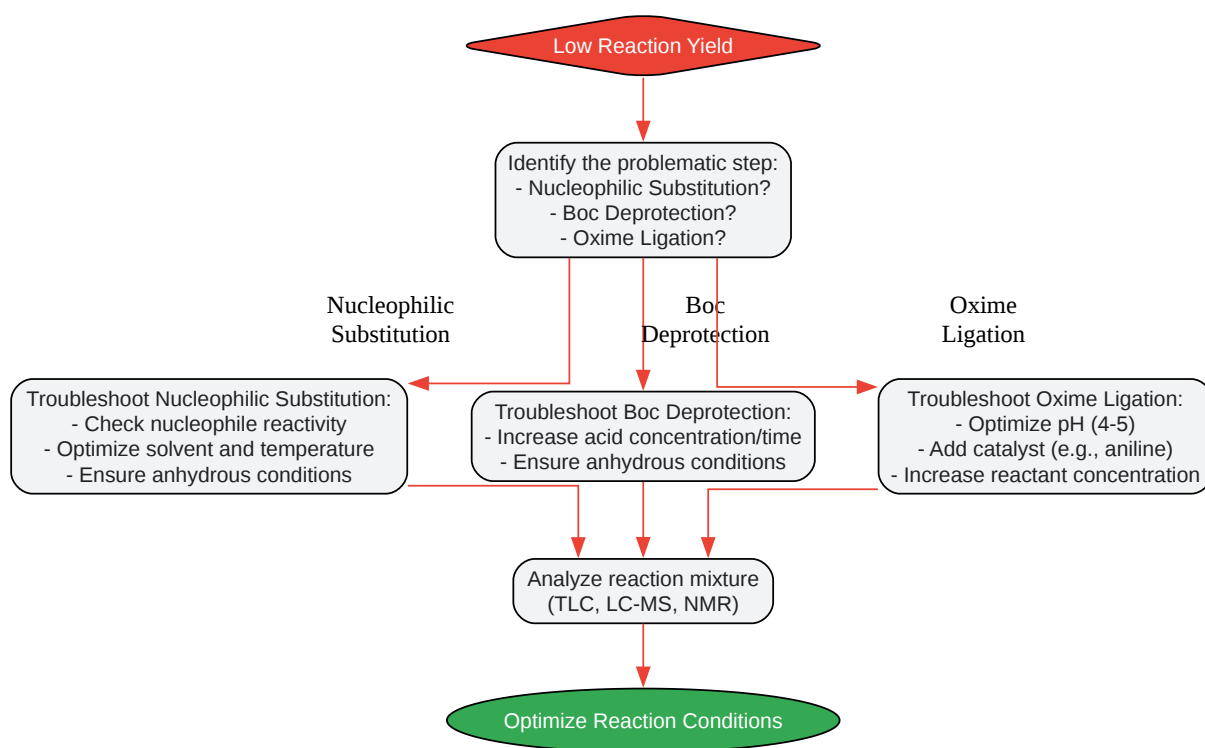 Low Reaction Yield
Identify the problematic step:
- Nucleophilic Substitution?
- Boc Deprotection?
- Oxime Ligation?
Nucleophilic
Substitution
Boc
Deprotection
Oxime
Ligation
Troubleshoot Nucleophilic Substitution:
- Check nucleophile reactivity
- Optimize solvent and temperature
- Ensure anhydrous conditions
Troubleshoot Boc Deprotection:
- Increase acid concentration/time
- Ensure anhydrous conditions
Troubleshoot Oxime Ligation:
- Optimize pH (4-5)
- Add catalyst (e.g., aniline)
- Increase reactant concentration
Analyze reaction mixture
(TLC, LC-MS, NMR)
Optimize Reaction Conditions